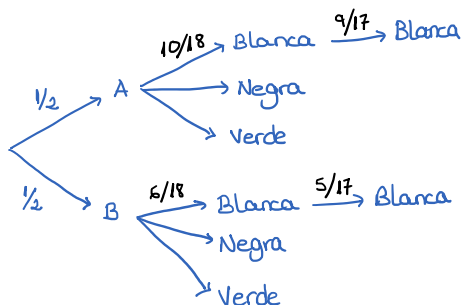 10/18 Blanca 9/17 Blanca
1/2 A Negra
Verde
1/2 B 6/18 Blanca 5/17 Blanca
Negra
Verde